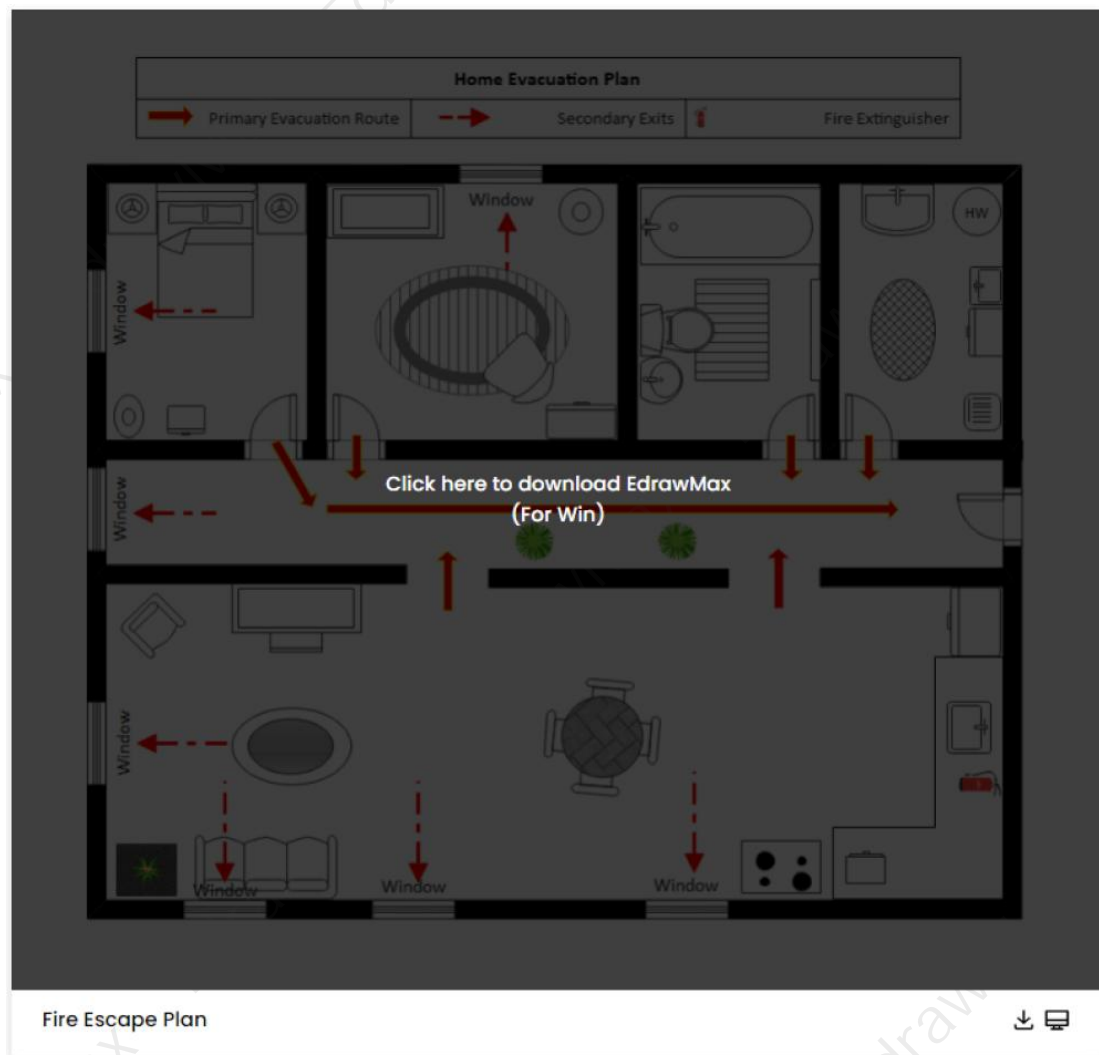 Home Evacuation Plan
Primary Evacuation Route
Secondary Exits
Fire Extinguisher
Window
HW
Window
Click here to download EdrawMax
(For Win)
Window
Window
Window
Window
Window
Fire Escape Plan